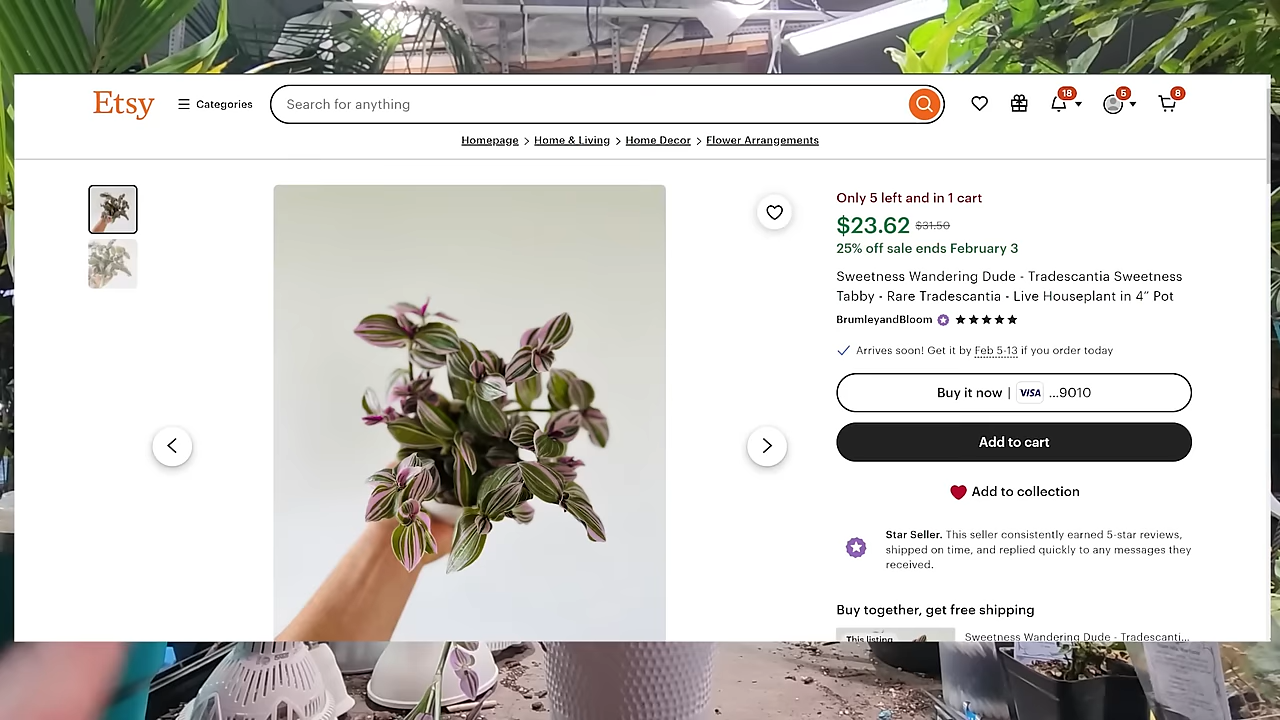 Etsy
Categories
Search for anything
18
5
8
Homepage > Home & Living > Home Decor > Flower Arrangements
Only 5 left and in 1 cart
$23.62 $31.50
25% off sale ends February 3
Sweetness Wandering Dude - Tradescantia Sweetness
Tabby - Rare Tradescantia - Live Houseplant in 4” Pot
BrumleyandBloom
Arrives soon! Get it by Feb 5-13 if you order today
Buy it now | VISA ...9010
Add to cart
Add to collection
Star Seller. This seller consistently earned 5-star reviews,
shipped on time, and replied quickly to any messages they
received.
Buy together, get free shipping
This listing
Sweetness Wandering Dude - Tradescanti...